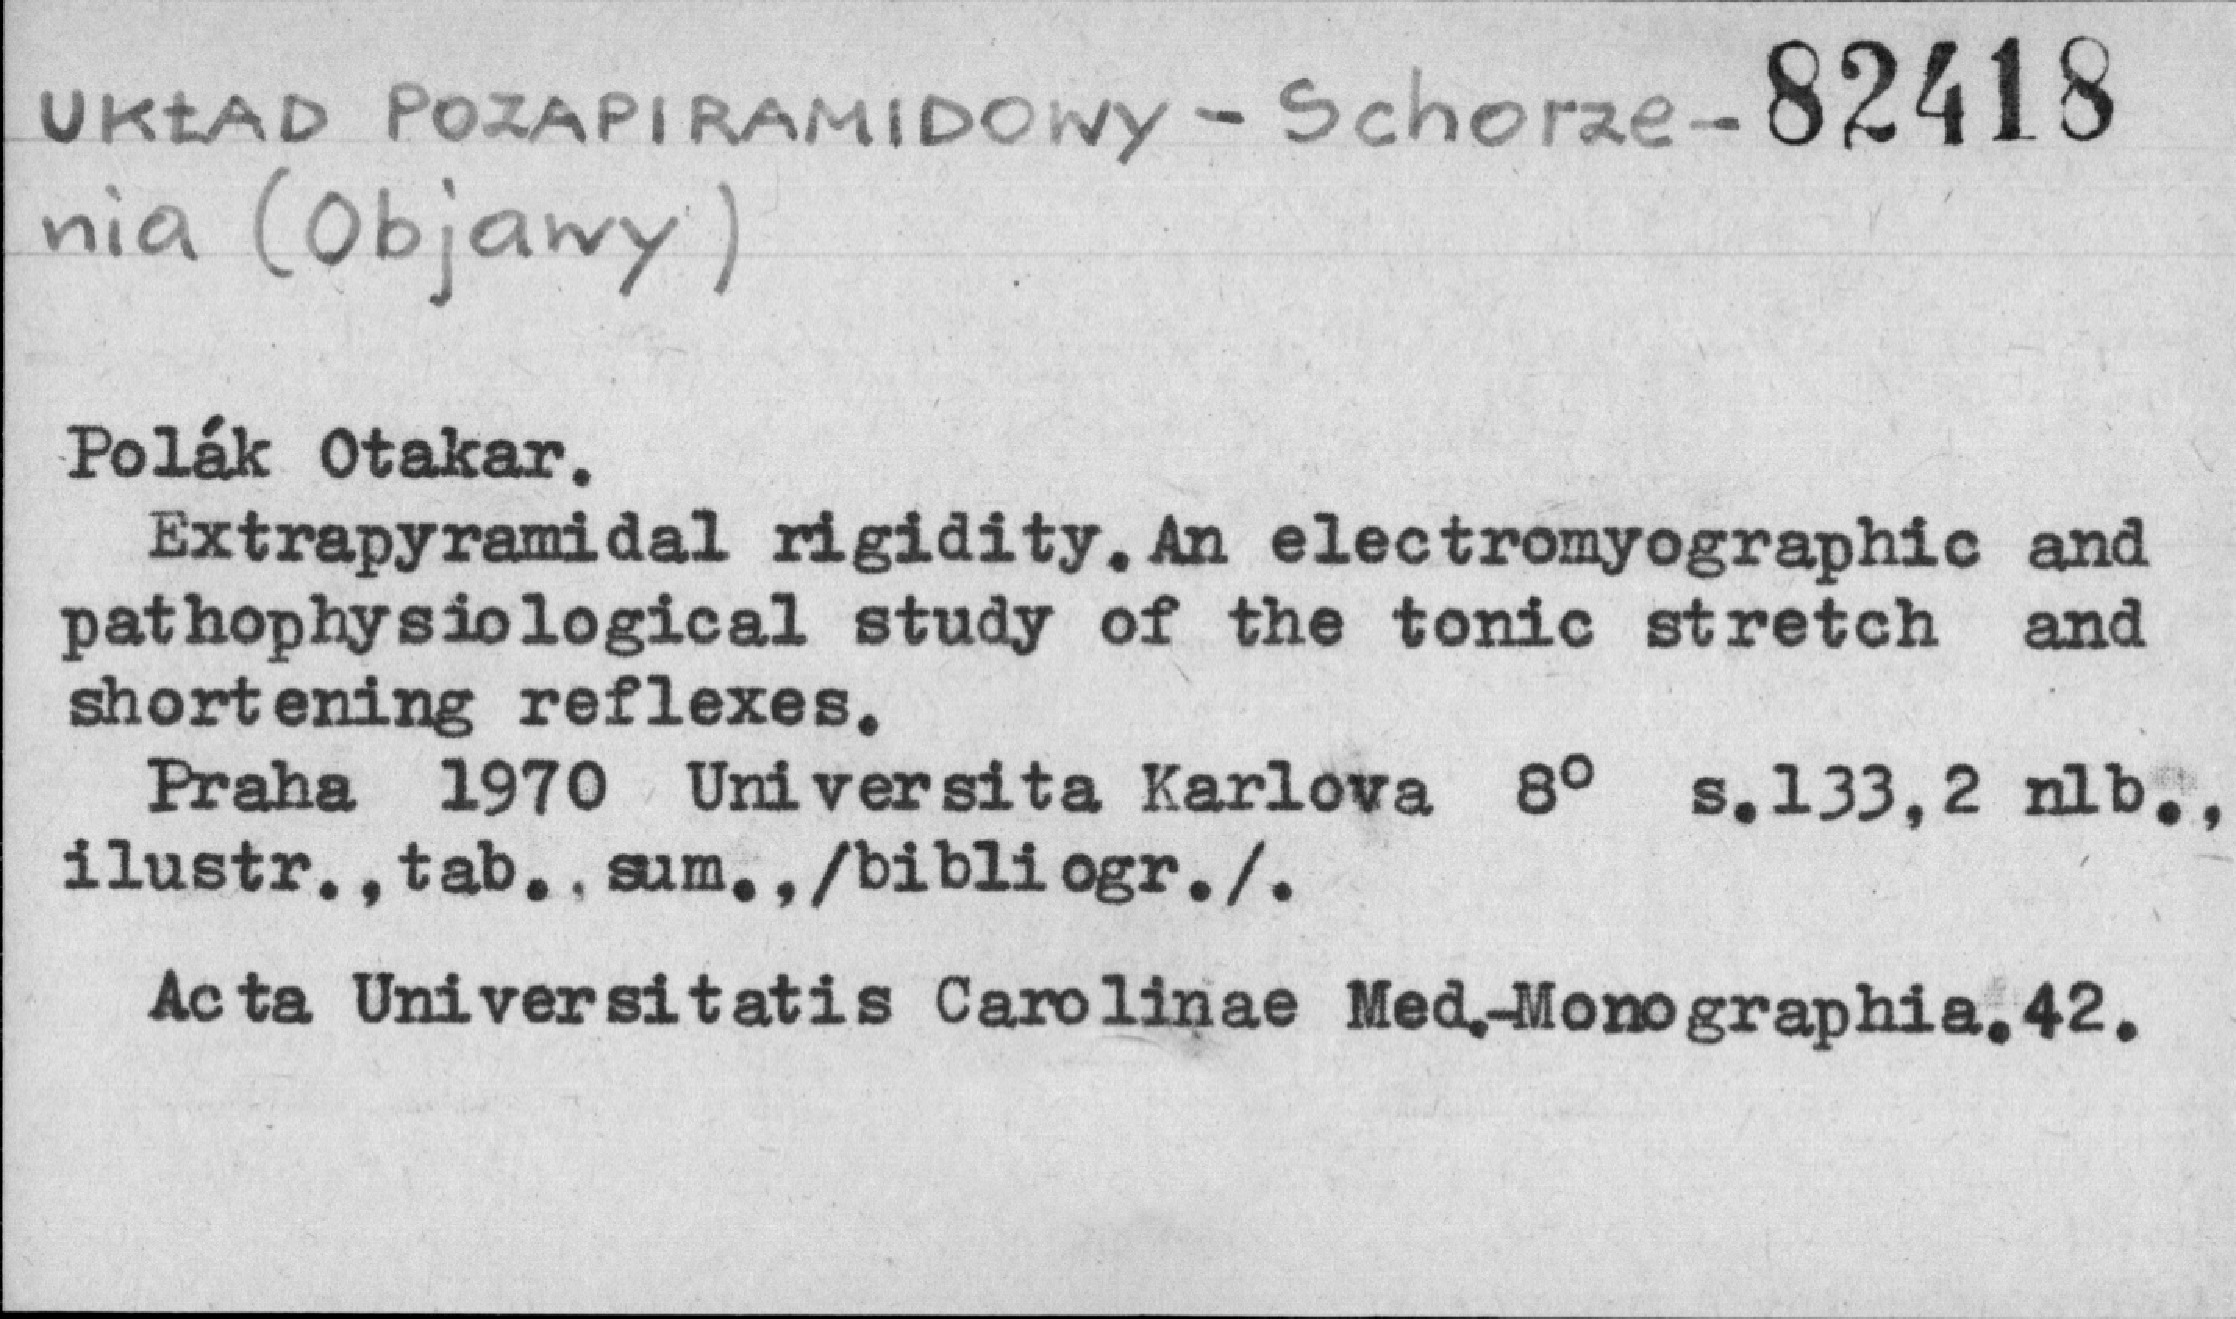 UKŁAD POZAPIRAMIDOWY - Schorze- 82418
nia (Objawy)
Polák Otakar.
Extrapyramidal rigidity. An electromyographic and
pathophysiological study of the tonic stretch and
shortening reflexes.
Praha 1970 Universita Karlova 8° s.133,2 nlb.,
ilustr.,tab., sum.,/bibliogr./.
Acta Universitatis Carolinae Med.-Monographia.42.